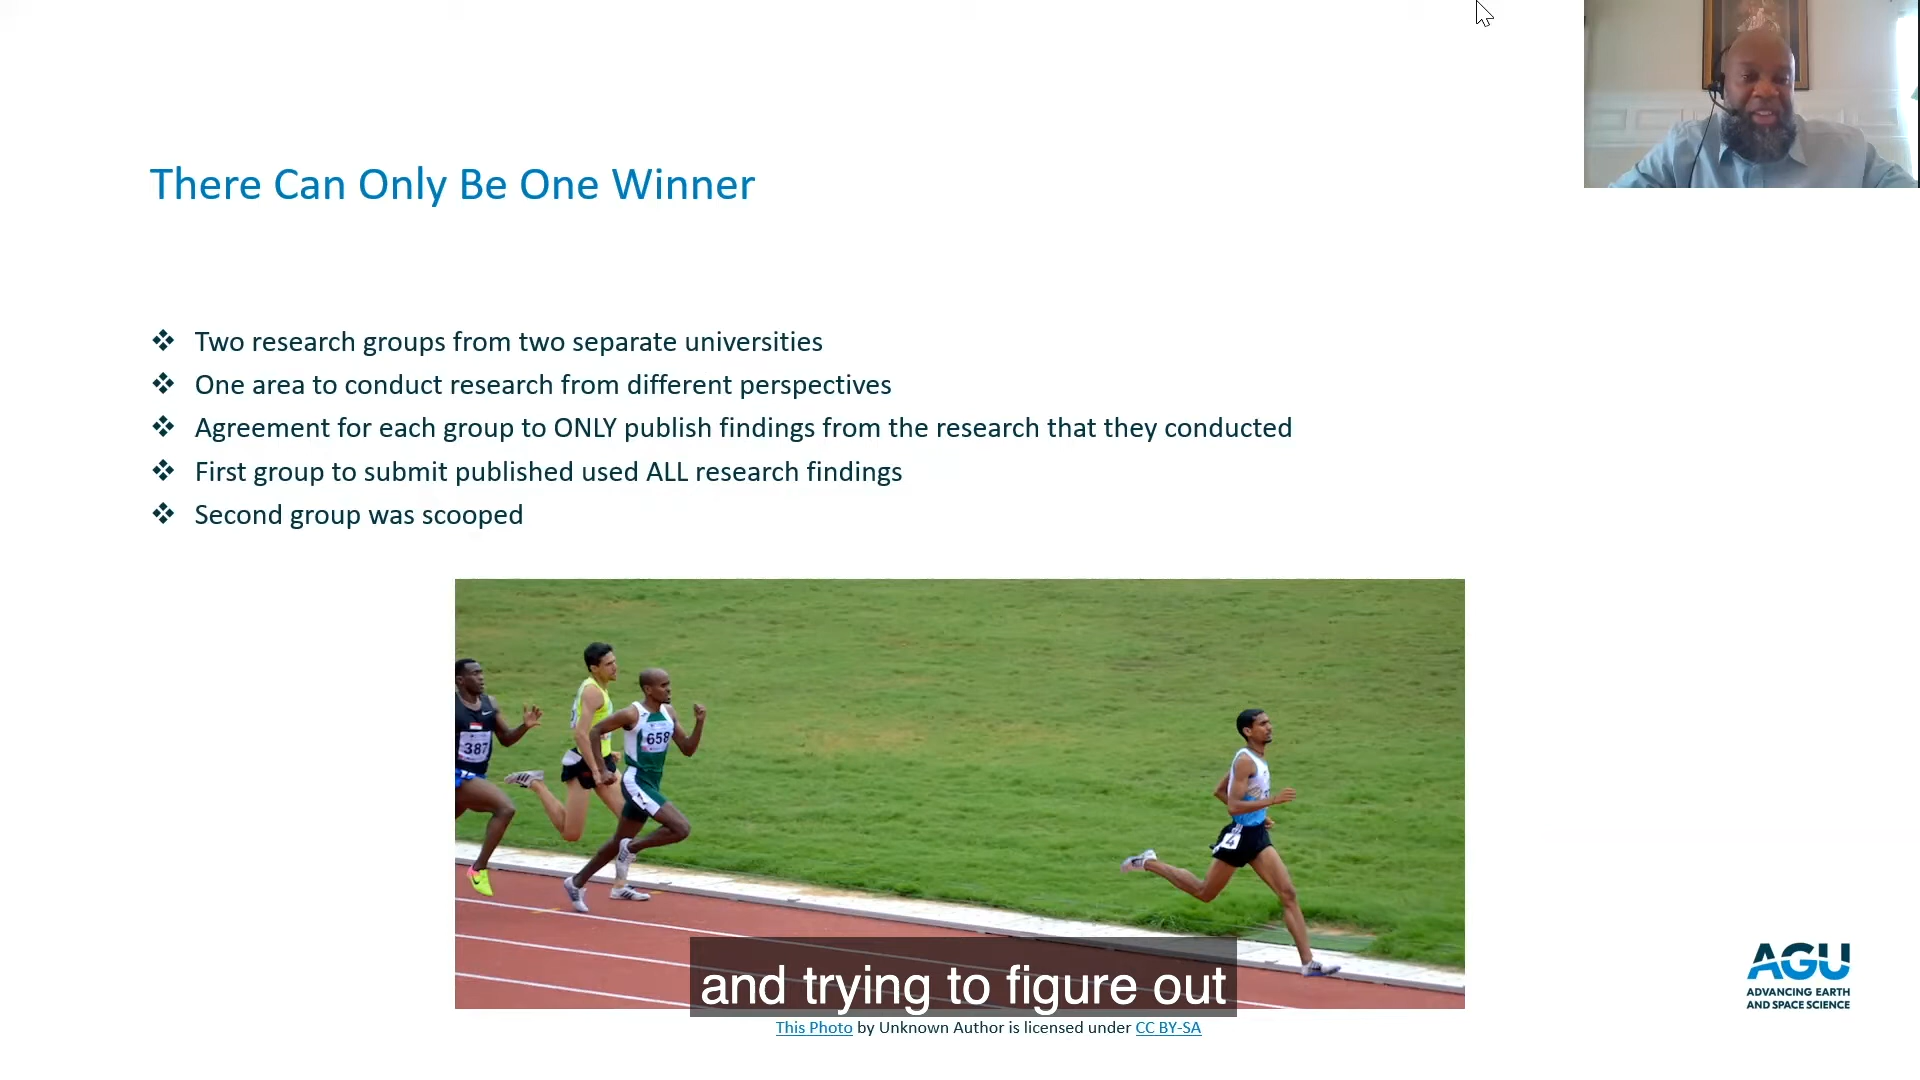 There Can Only Be One Winner
❖ Two research groups from two separate universities
❖ One area to conduct research from different perspectives
❖ Agreement for each group to ONLY publish findings from the research that they conducted
❖ First group to submit published used ALL research findings
❖ Second group was scooped
387
658
4
and trying to figure out
This Photo by Unknown Author is licensed under CC BY-SA
AGU
ADVANCING EARTH
AND SPACE SCIENCE